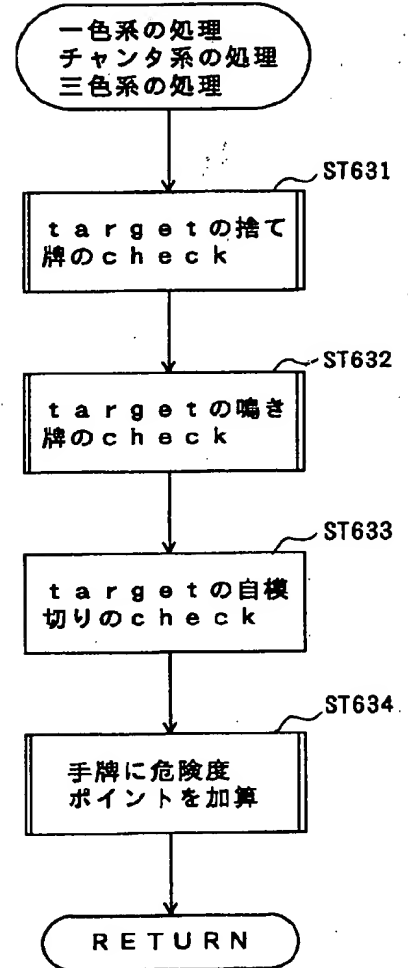 一色系の処理
チャンタ系の処理
三色系の処理
ST631
ｔａｒｇｅｔの捨て
牌のｃｈｅｃｋ
ST632
ｔａｒｇｅｔの鳴き
牌のｃｈｅｃｋ
ST633
ｔａｒｇｅｔの自模
切りのｃｈｅｃｋ
ST634
手牌に危険度
ポイントを加算
ＲＥＴＵＲＮ